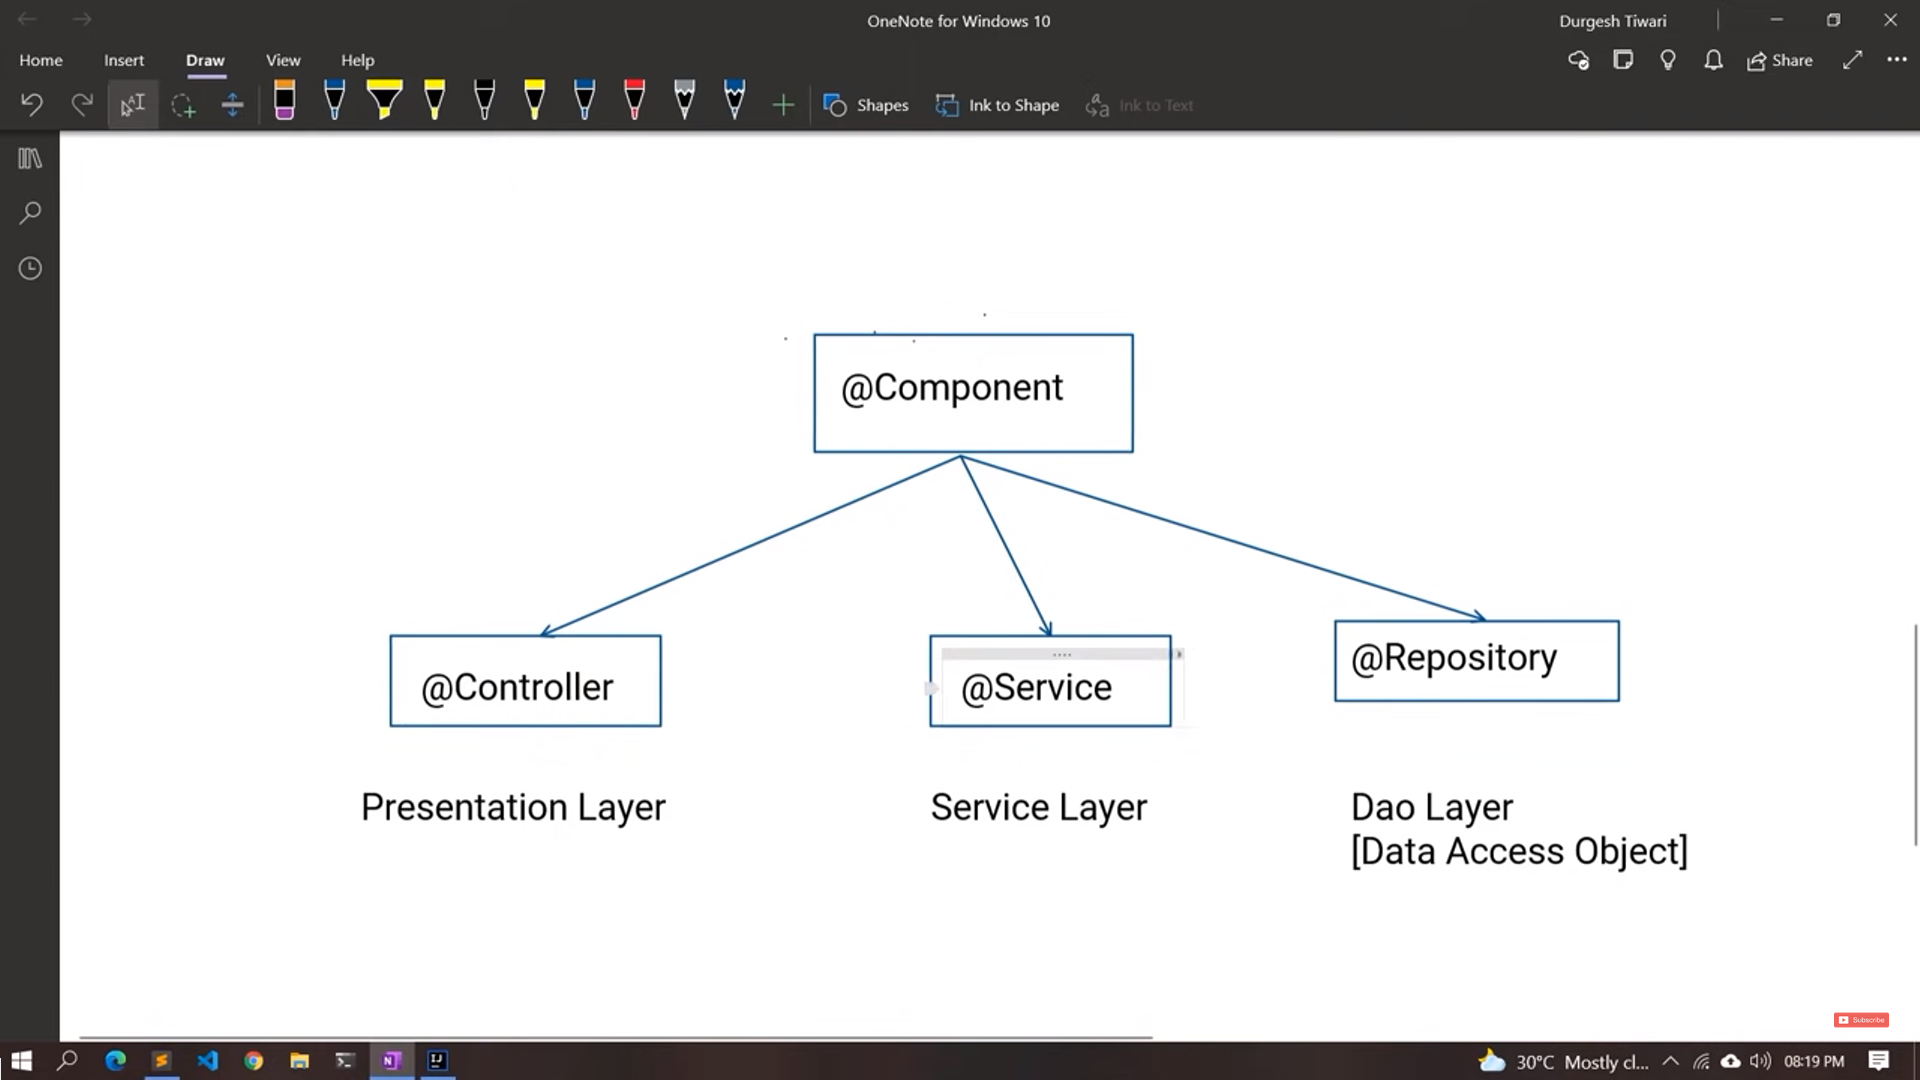 OneNote for Windows 10
Durgesh Tiwari
Home
Insert
Draw
View
Help
Share
Shapes
Ink to Shape
Ink to Text
@Component
@Controller
@Service
@Repository
Presentation Layer
Service Layer
Dao Layer
[Data Access Object]
Subscribe
30°C Mostly cl...
08:19 PM